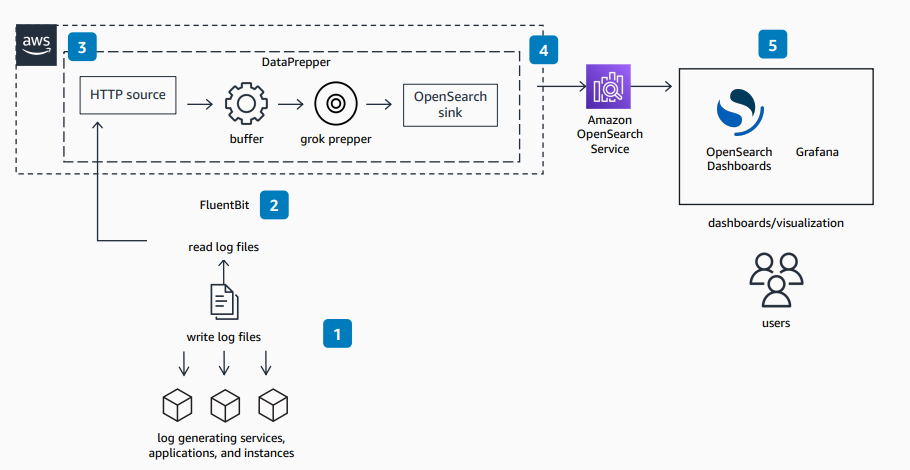 aws
3
DataPrepper
4
5
HTTP source
buffer
grok prepper
OpenSearch
sink
Amazon
OpenSearch
Service
OpenSearch
Dashboards
Grafana
dashboards/visualization
users
FluentBit
2
read log files
write log files
1
log generating services,
applications, and instances